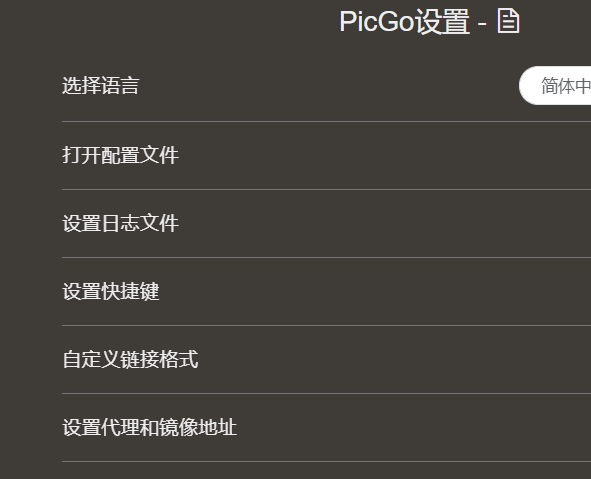 PicGo设置 -
选择语言
简体中
打开配置文件
设置日志文件
设置快捷键
自定义链接格式
设置代理和镜像地址